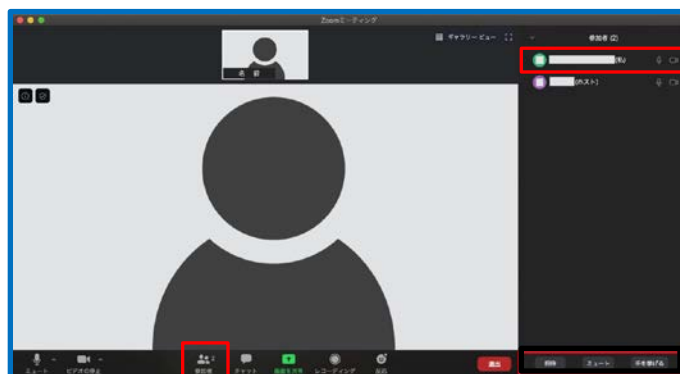 Zoomミーティング
ギャラリービュー
参加者 (2)
名 前
(私)
(ホスト)
ミュート
ビデオの停止
参加者
2
チャット
画面を共有
レコーディング
反応
退出
招待
ミュート
手を挙げる